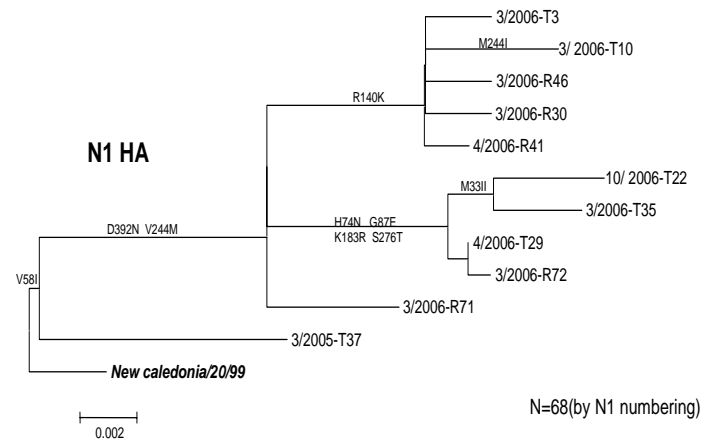 3/2006-T3
M244I
3/ 2006-T10
3/2006-R46
R140K
3/2006-R30
N1 HA
4/2006-R41
10/ 2006-T22
M33II
3/2006-T35
H74N G87E
D392N V244M
K183R S276T
4/2006-T29
3/2006-R72
V58I
3/2006-R71
3/2005-T37
New caledonia/20/99
N=68(by N1 numbering)
0.002